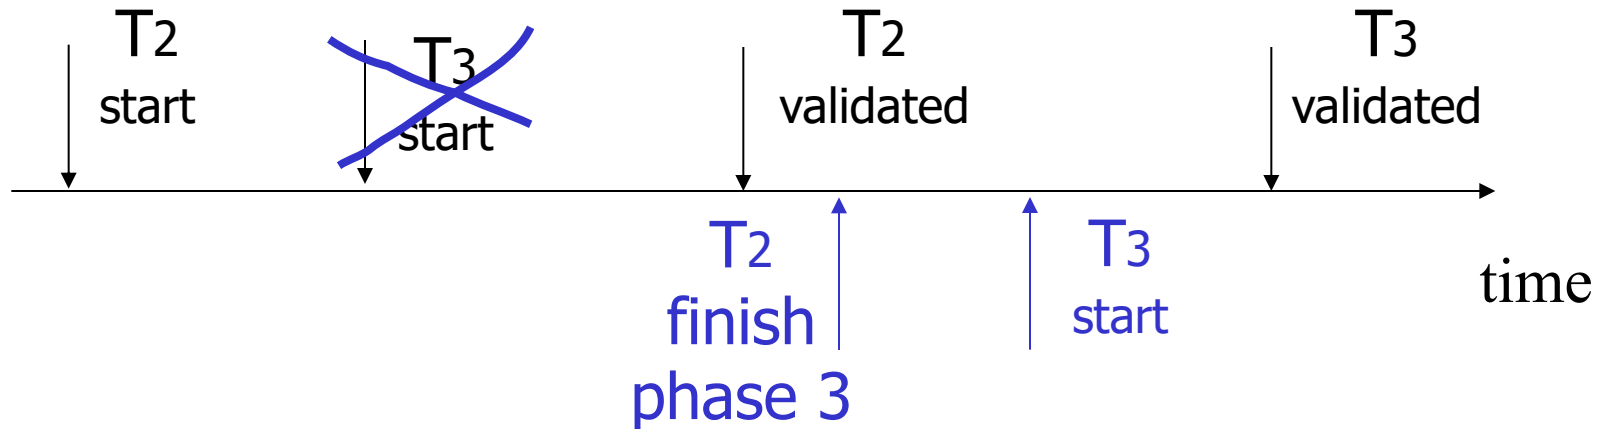 T2
start
T3
start
T2
validated
T3
validated
T2
finish
phase 3
T3
start
time